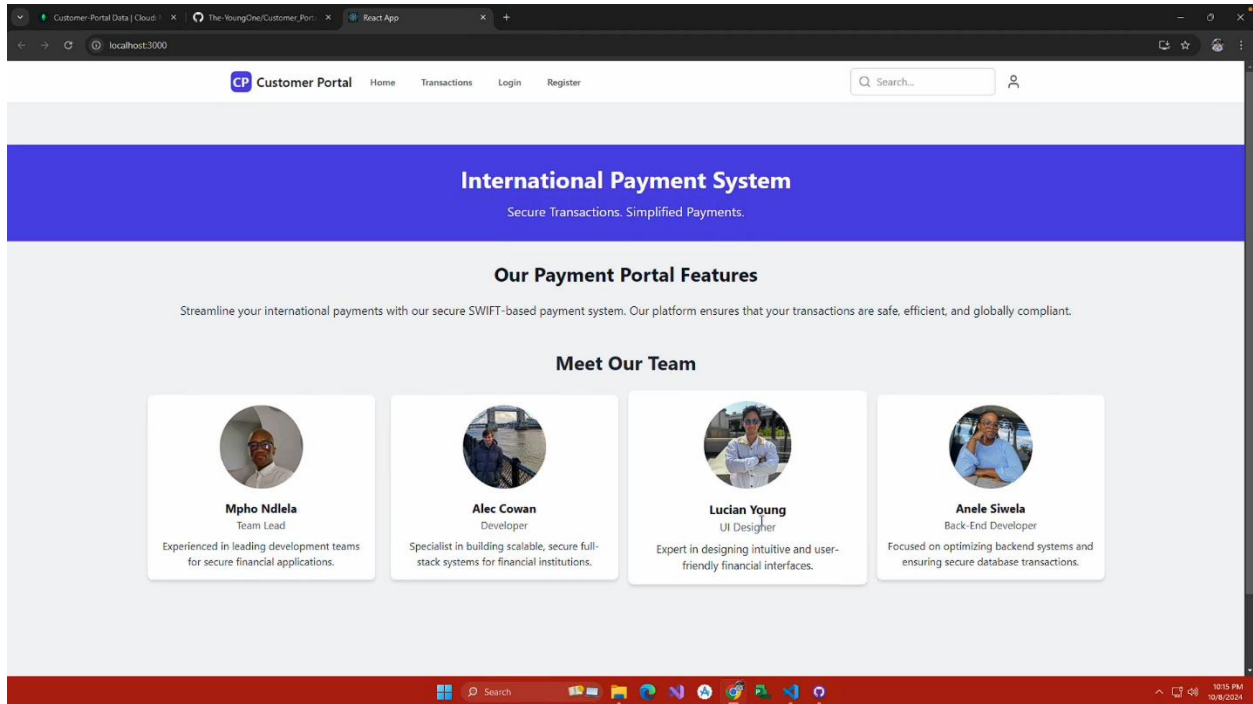 Customer-Portal Data | Cloud:
The-YoungOne/Customer_Port
React App
localhost:3000
CP Customer Portal Home Transactions Login Register Search...
International Payment System
Secure Transactions. Simplified Payments.
Our Payment Portal Features
Streamline your international payments with our secure SWIFT-based payment system. Our platform ensures that your transactions are safe, efficient, and globally compliant.
Meet Our Team
Mpho Ndlela
Team Lead
Experienced in leading development teams
for secure financial applications.
Alec Cowan
Developer
Specialist in building scalable, secure full-
stack systems for financial institutions.
Lucian Young
UI Designer
Expert in designing intuitive and user-
friendly financial interfaces.
Anele Siwela
Back-End Developer
Focused on optimizing backend systems and
ensuring secure database transactions.
Search
10:15 PM
10/8/2024